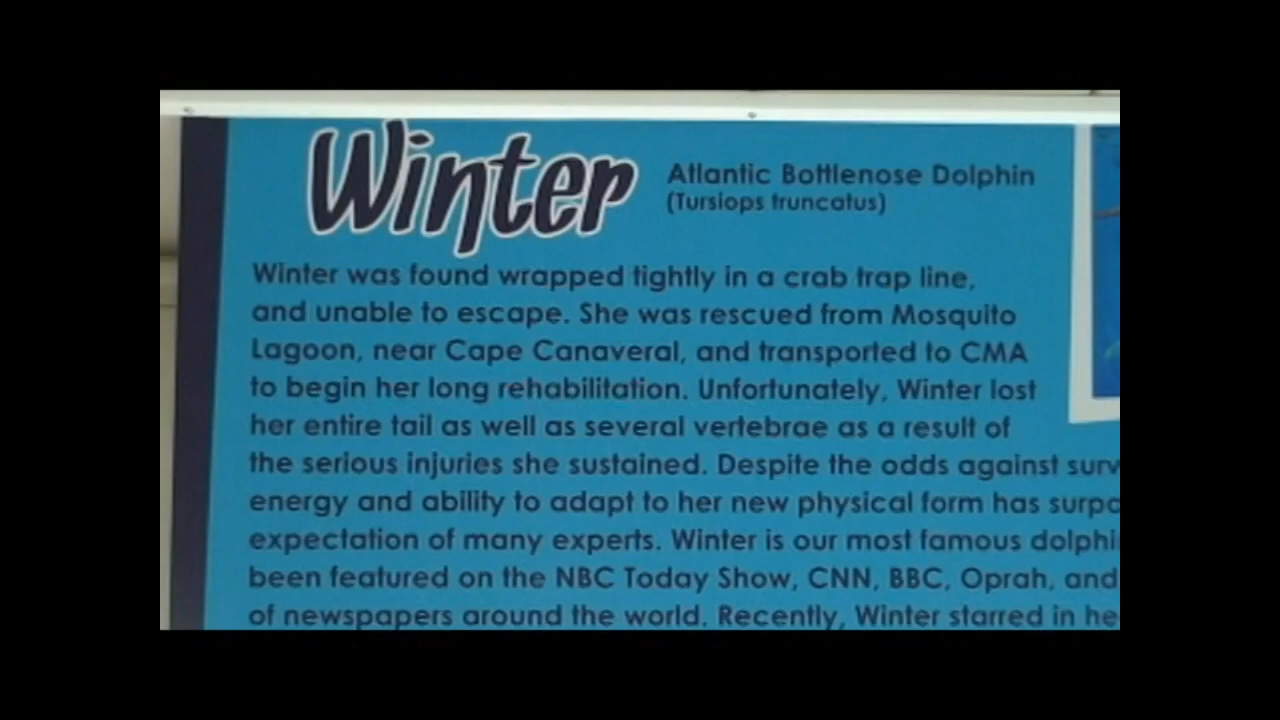 Winter
Atlantic Bottlenose Dolphin
(Tursiops truncatus)
Winter was found wrapped tightly in a crab trap line,
and unable to escape. She was rescued from Mosquito
Lagoon, near Cape Canaveral, and transported to CMA
to begin her long rehabilitation. Unfortunately, Winter lost
her entire tail as well as several vertebrae as a result of
the serious injuries she sustained. Despite the odds against
energy and ability to adapt to her new physical form has
expectation of many experts. Winter is our most famous
been featured on the NBC Today Show, CNN, BBC, Oprah, and
of newspapers around the world. Recently, Winter starred in